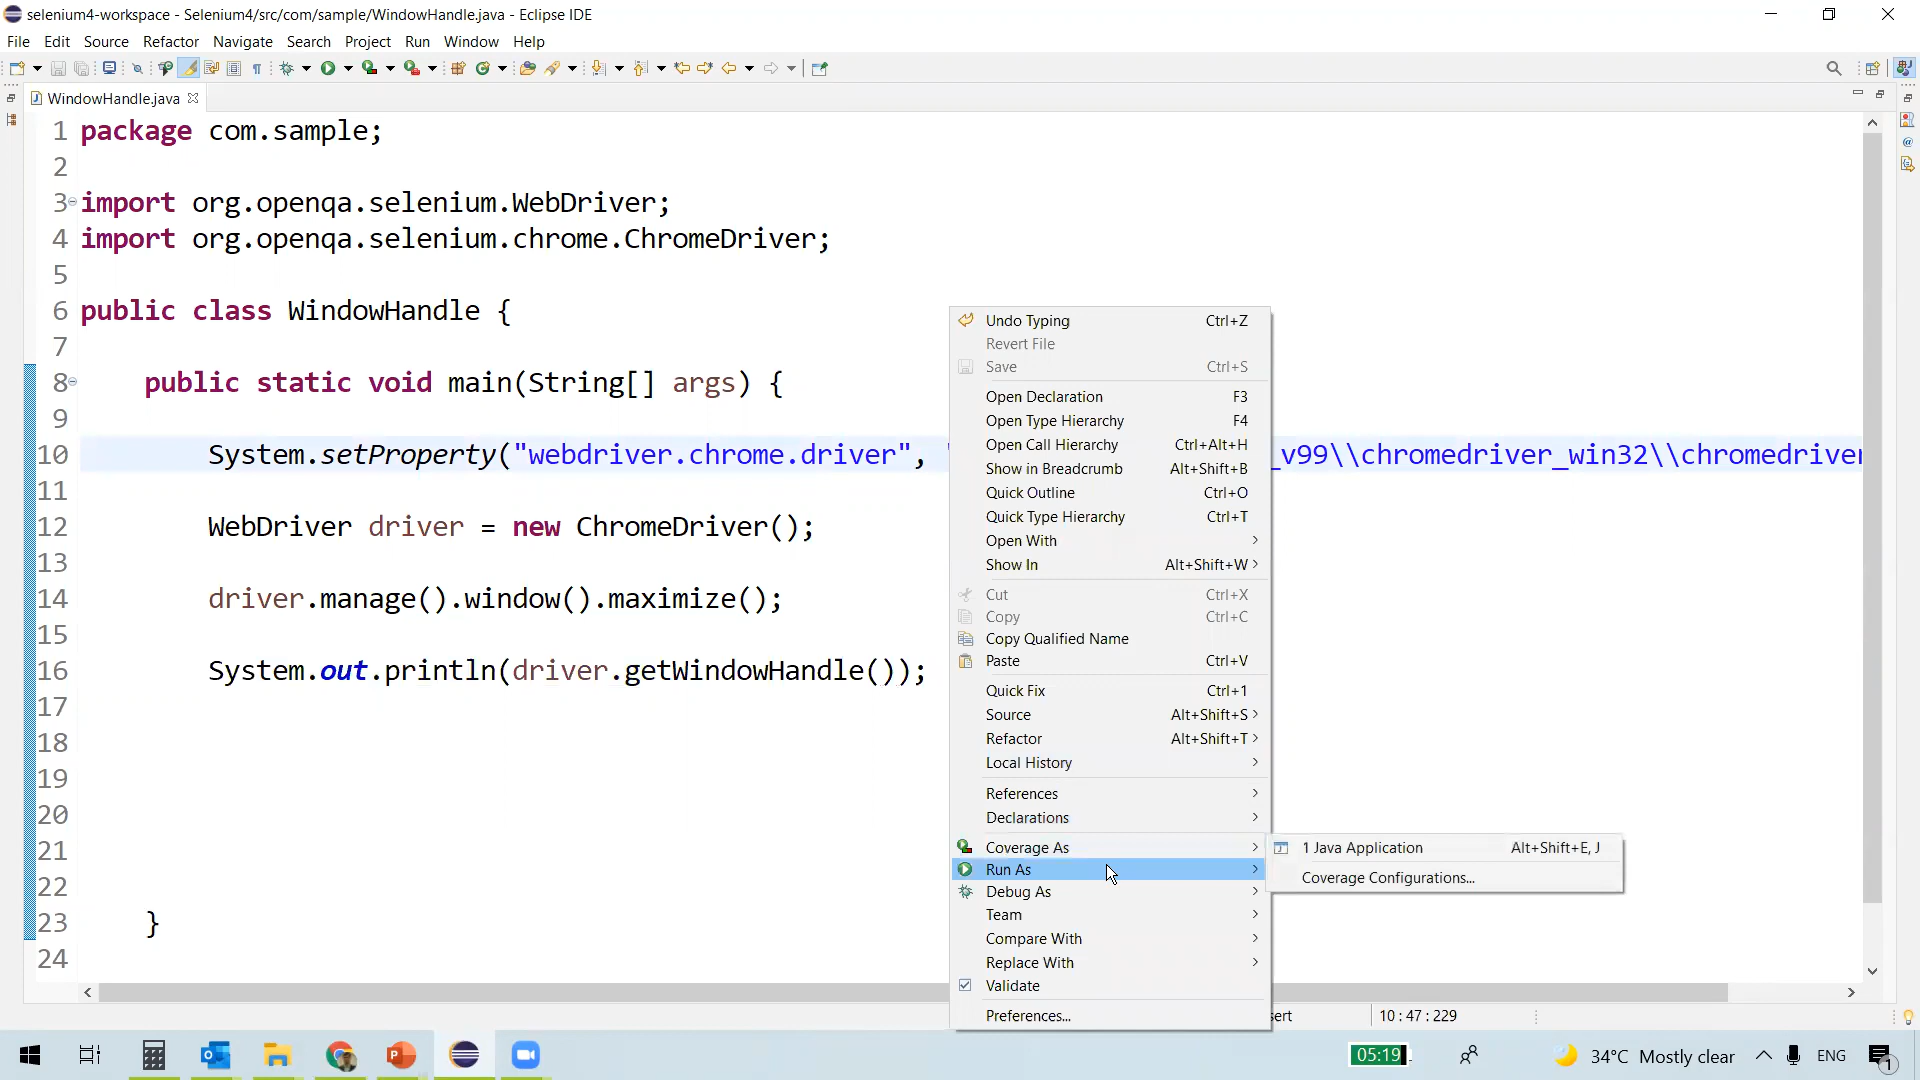 selenium4-workspace - Selenium4/src/com/sample/WindowHandle.java - Eclipse IDE
File Edit Source Refactor Navigate Search Project Run Window Help
WindowHandle.java
1 package com.sample;
2
3 import org.openqa.selenium.WebDriver;
4 import org.openqa.selenium.chrome.ChromeDriver;
5
6 public class WindowHandle {
7
8 public static void main(String[] args) {
9
10 System.setProperty("webdriver.chrome.driver", _v99\\chromedriver_win32\\chromedriver
11
12 WebDriver driver = new ChromeDriver();
13
14 driver.manage().window().maximize();
15
16 System.out.println(driver.getWindowHandle());
17
18
19
20
21
22
23 }
24
Undo Typing Ctrl+Z
Revert File
Save Ctrl+S
Open Declaration F3
Open Type Hierarchy F4
Open Call Hierarchy Ctrl+Alt+H
Show in Breadcrumb Alt+Shift+B
Quick Outline Ctrl+O
Quick Type Hierarchy Ctrl+T
Open With
Show In Alt+Shift+W
Cut Ctrl+X
Copy Ctrl+C
Copy Qualified Name
Paste Ctrl+V
Quick Fix Ctrl+1
Source Alt+Shift+S
Refactor Alt+Shift+T
Local History
References
Declarations
Coverage As
Run As
Debug As
Team
Compare With
Replace With
Validate
Preferences...
1 Java Application Alt+Shift+E, J
Coverage Configurations...
sert 10 : 47 : 229
05:19 34°C Mostly clear ENG 1